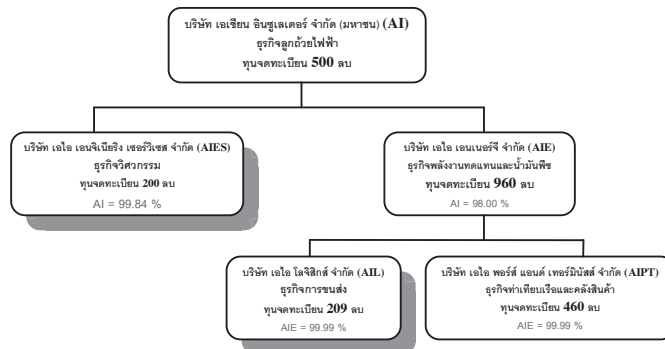 บริษัท เอเซียน อินซูเลเตอร์ จำกัด (มหาชน) (AI)
ธุรกิจลูกถ้วยไฟฟ้า
ทุนจดทะเบียน 500 ลบ
บริษัท เอไอ เอนจิเนียริง เซอร์วิเซส จำกัด (AIES)
ธุรกิจวิศวกรรม
ทุนจดทะเบียน 200 ลบ
AI = 99.84 %
บริษัท เอไอ เอนเนอร์จี จำกัด (AIE)
ธุรกิจพลังงานทดแทนและน้ำมันพืช
ทุนจดทะเบียน 960 ลบ
AI = 98.00 %
บริษัท เอไอ โลจิสิกส์ จำกัด (AIL)
ธุรกิจการขนส่ง
ทุนจดทะเบียน 209 ลบ
AIE = 99.99 %
บริษัท เอไอ พอร์ส แอนด์ เทอร์มินัสส์ จำกัด (AIPT)
ธุรกิจท่าเทียบเรือและคลังสินค้า
ทุนจดทะเบียน 460 ลบ
AIE = 99.99 %